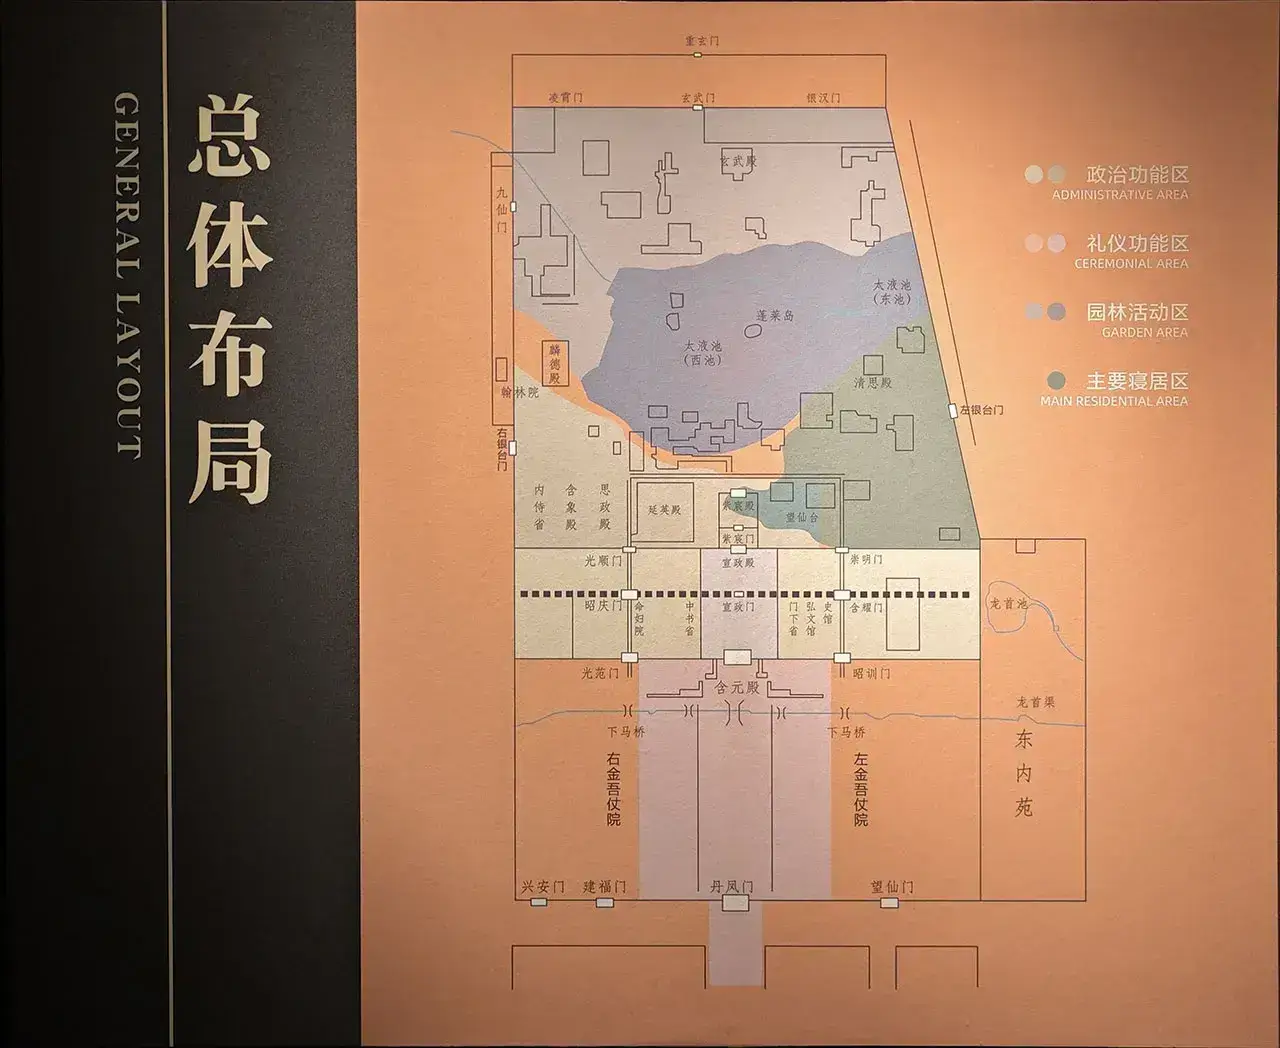 总体布局
GENERAL LAYOUT
重玄门
凌霄门
玄武门
银汉门
玄武殿
九仙门
太液池
（东池）
蓬莱岛
太液池
（西池）
麟德殿
翰林院
清思殿
右银台门
左银台门
内侍省
含象殿
思政殿
延英殿
紫宸殿
望仙台
紫宸门
光顺门
宣政殿
崇明门
昭庆门
命妇院
中书省
宣政门
门下省
弘文馆
史馆
含耀门
龙首池
光范门
含元殿
昭训门
龙首渠
下马桥
下马桥
右金吾仗院
左金吾仗院
东内苑
兴安门
建福门
丹凤门
望仙门
政治功能区
ADMINISTRATIVE AREA
礼仪功能区
CEREMONIAL AREA
园林活动区
GARDEN AREA
主要寝居区
MAIN RESIDENTIAL AREA